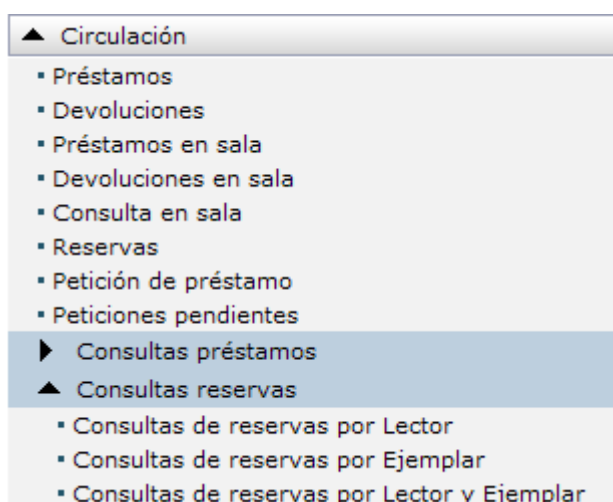 Circulación
Préstamos
Devoluciones
Préstamos en sala
Devoluciones en sala
Consulta en sala
Reservas
Petición de préstamo
Peticiones pendientes
Consultas préstamos
Consultas reservas
Consultas de reservas por Lector
Consultas de reservas por Ejemplar
Consultas de reservas por Lector y Ejemplar